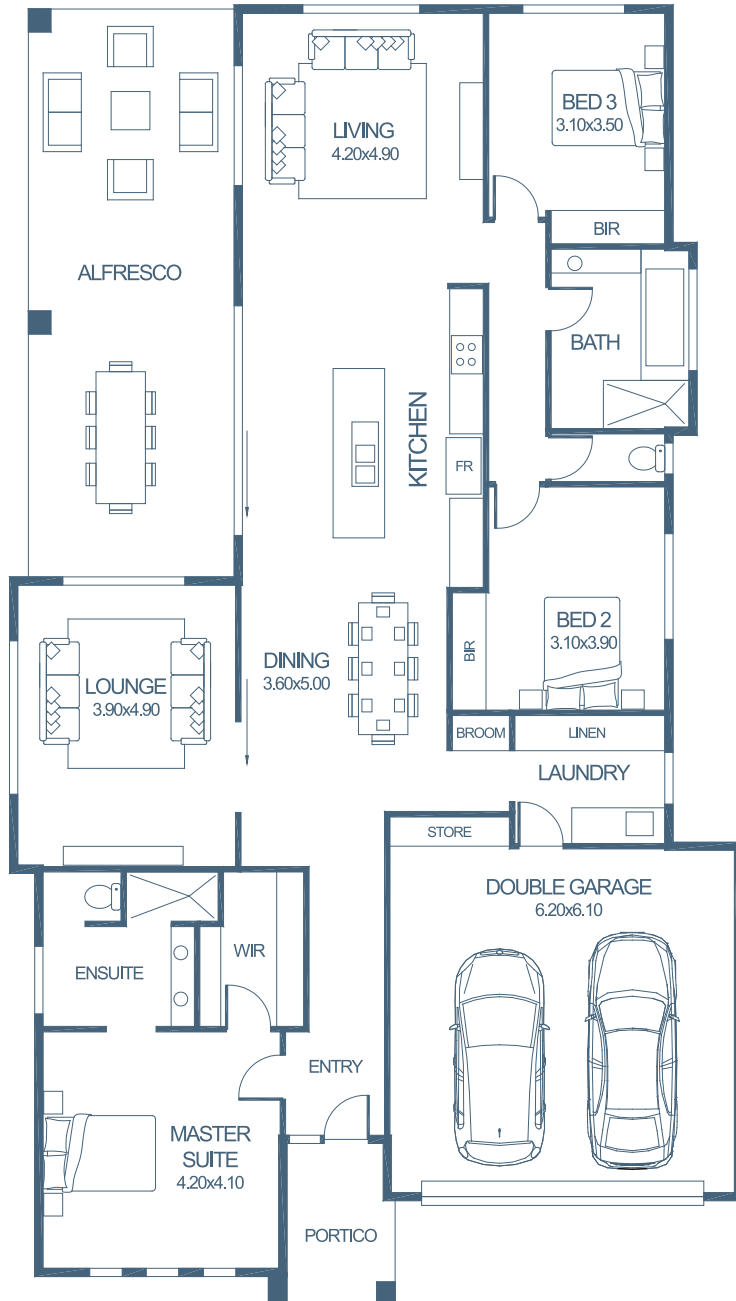 BED 3
3.10x3.50
LIVING
4.20x4.90
BIR
ALFRESCO
BATH
KITCHEN
FR
BED 2
3.10x3.90
BIR
DINING
3.60x5.00
LOUNGE
3.90x4.90
BROOM
LINEN
LAUNDRY
STORE
DOUBLE GARAGE
6.20x6.10
WIR
ENSUITE
ENTRY
MASTER
SUITE
4.20x4.10
PORTICO